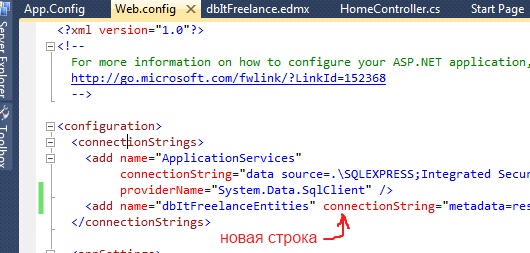 App.Config Web.config dbItFreelance.edmx HomeController.cs Start Page
Server Explorer
Toolbox
<?xml version="1.0"?>
<!--
For more information on how to configure your ASP.NET application,
http://go.microsoft.com/fwlink/?LinkId=152368
-->
<configuration>
<connectionStrings>
<add name="ApplicationServices"
connectionString="data source=.\SQLEXPRESS;Integrated Secur
providerName="System.Data.SqlClient" />
<add name="dbItFreelanceEntities" connectionString="metadata=res
</connectionStrings>
новая строка